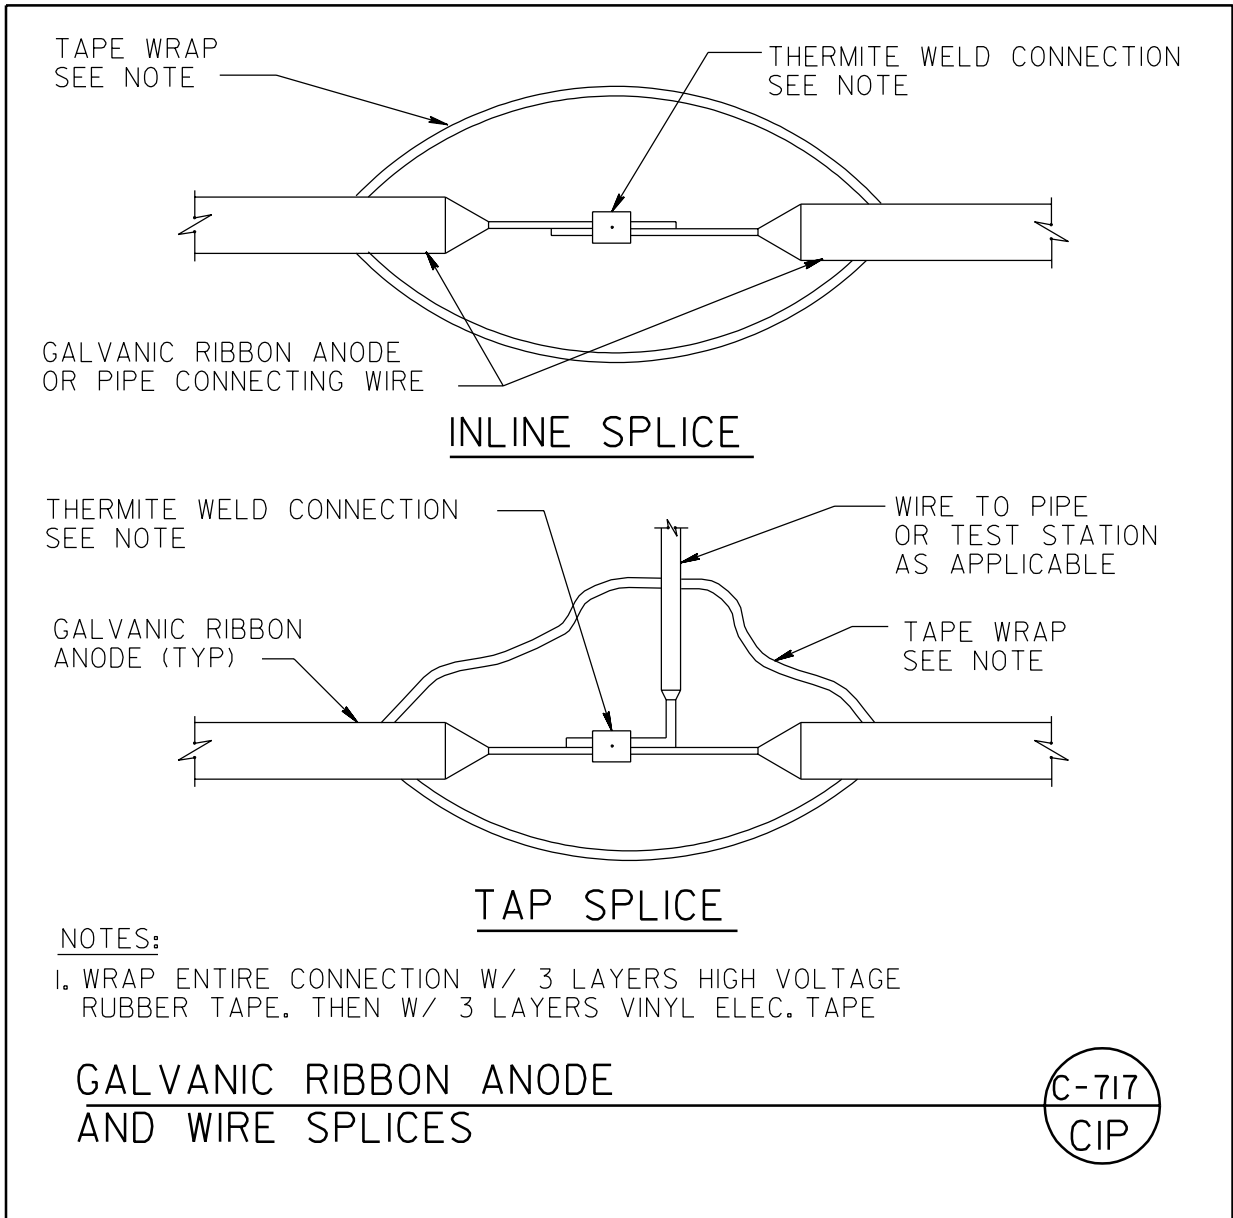 TAPE WRAP
SEE NOTE
THERMITE WELD CONNECTION
SEE NOTE
GALVANIC RIBBON ANODE
OR PIPE CONNECTING WIRE
INLINE SPLICE
THERMITE WELD CONNECTION
SEE NOTE
WIRE TO PIPE
OR TEST STATION
AS APPLICABLE
GALVANIC RIBBON
ANODE (TYP)
TAPE WRAP
SEE NOTE
TAP SPLICE
NOTES:
1. WRAP ENTIRE CONNECTION W/ 3 LAYERS HIGH VOLTAGE
RUBBER TAPE. THEN W/ 3 LAYERS VINYL ELEC. TAPE
GALVANIC RIBBON ANODE
AND WIRE SPLICES
C-717
CIP